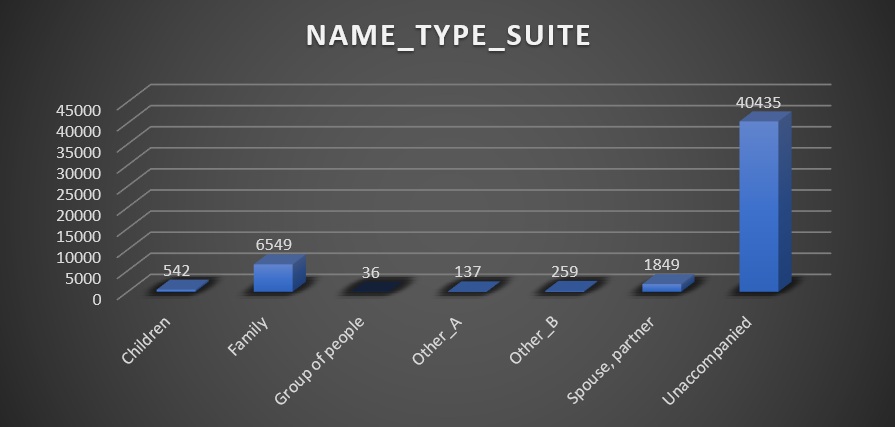 NAME_TYPE_SUITE
45000
40000
35000
30000
25000
20000
15000
10000
5000
0
542
6549
36
137
259
1849
40435
Children
Family
Group of people
Other_A
Other_B
Spouse, partner
Unaccompanied